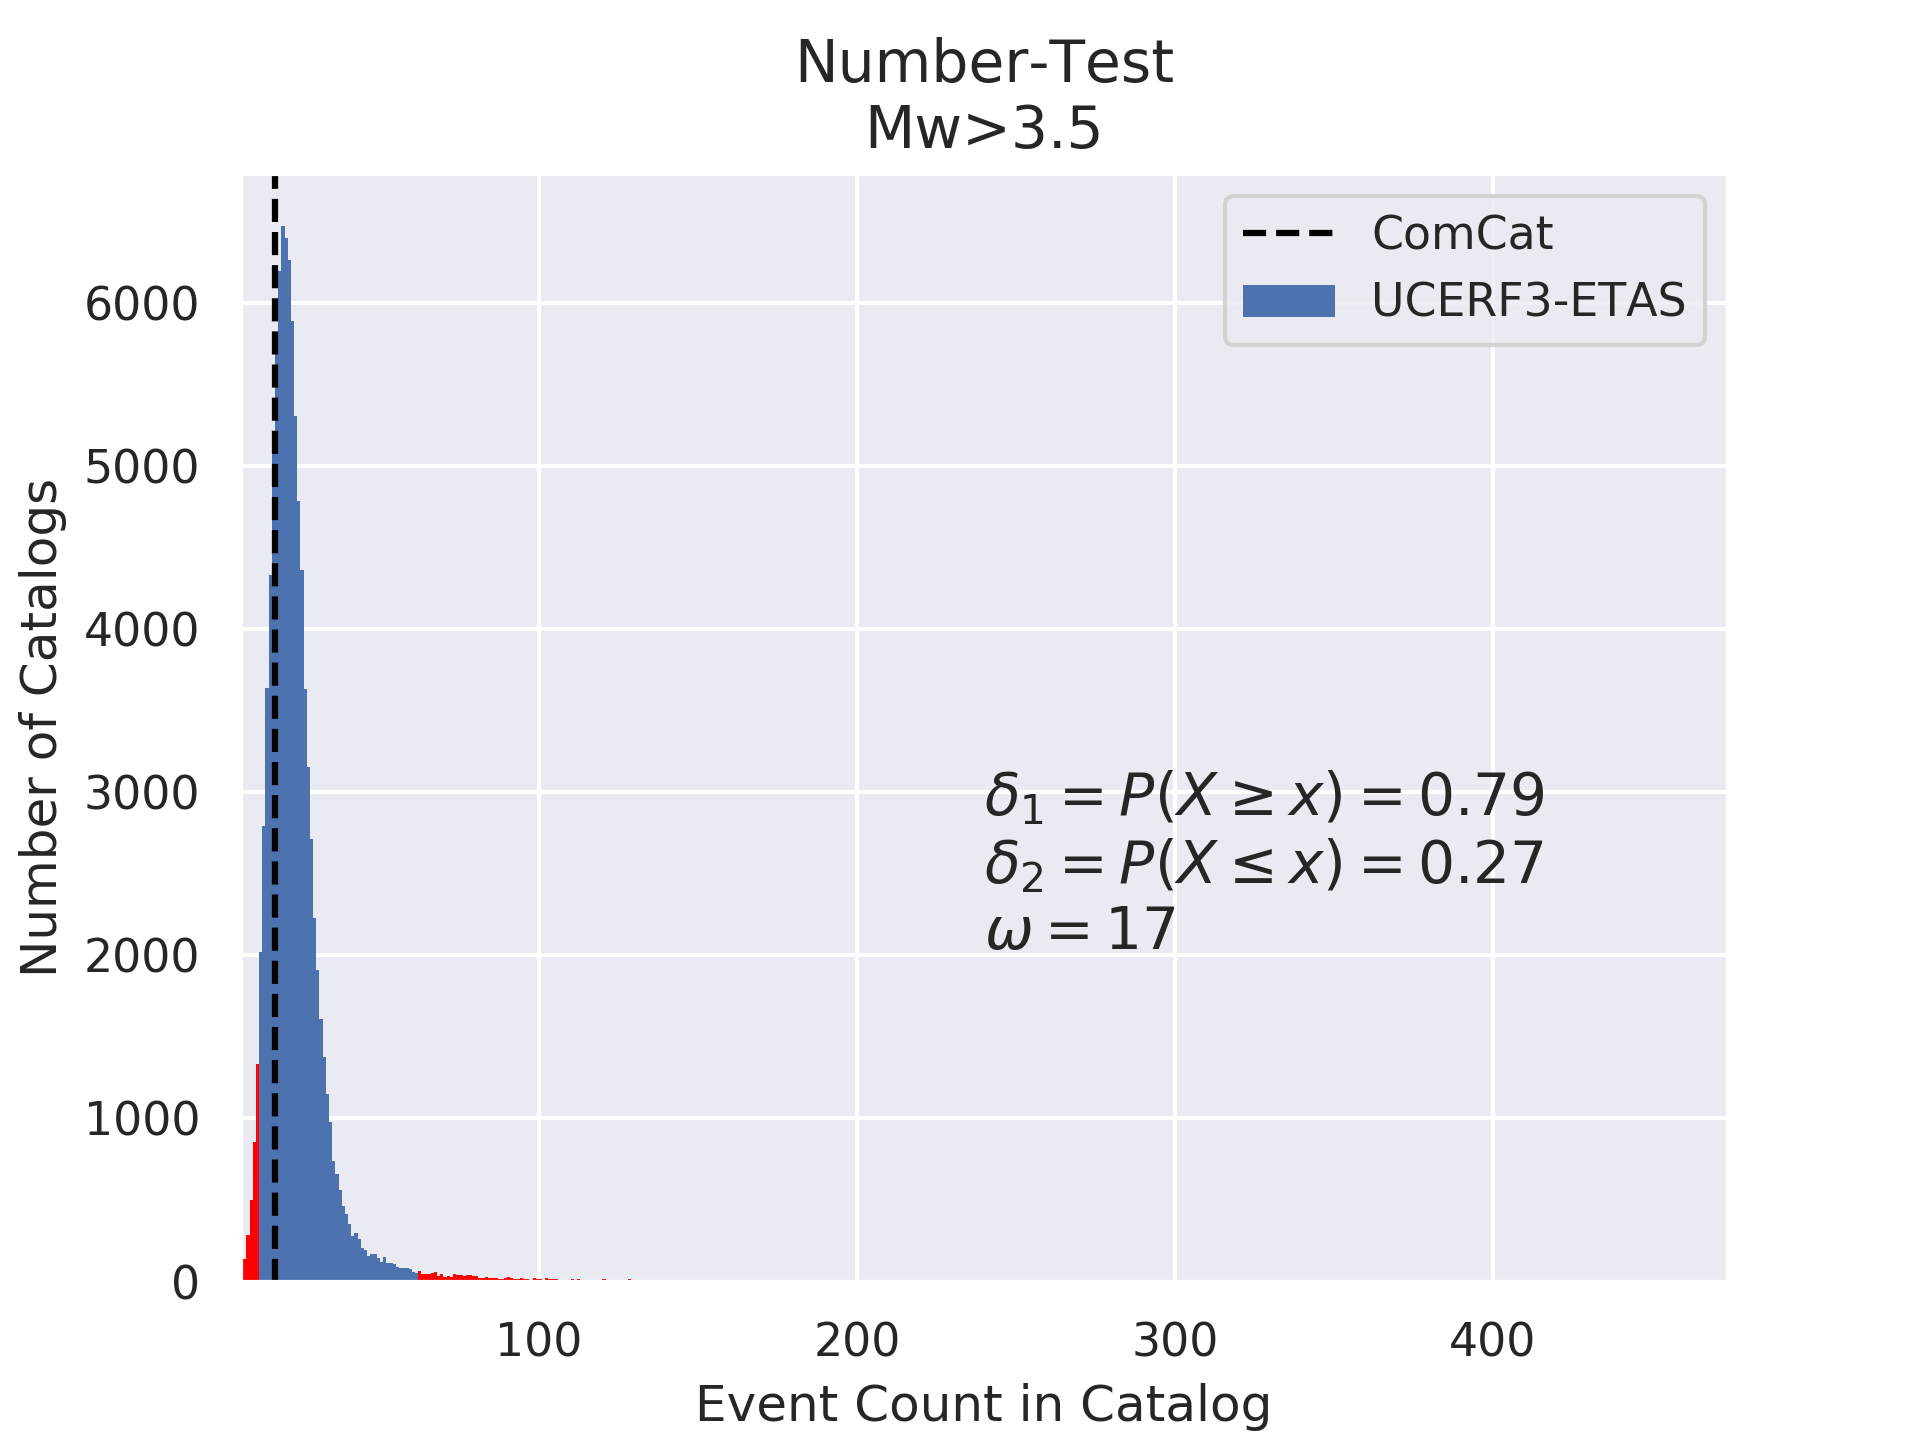 Number-Test
Mw>3.5
ComCat
UCERF3-ETAS
6000
5000
4000
3000
2000
1000
0
Number of Catalogs
δ₁ = P(X ≥ x) = 0.79
δ₂ = P(X ≤ x) = 0.27
ω = 17
100 200 300 400
Event Count in Catalog